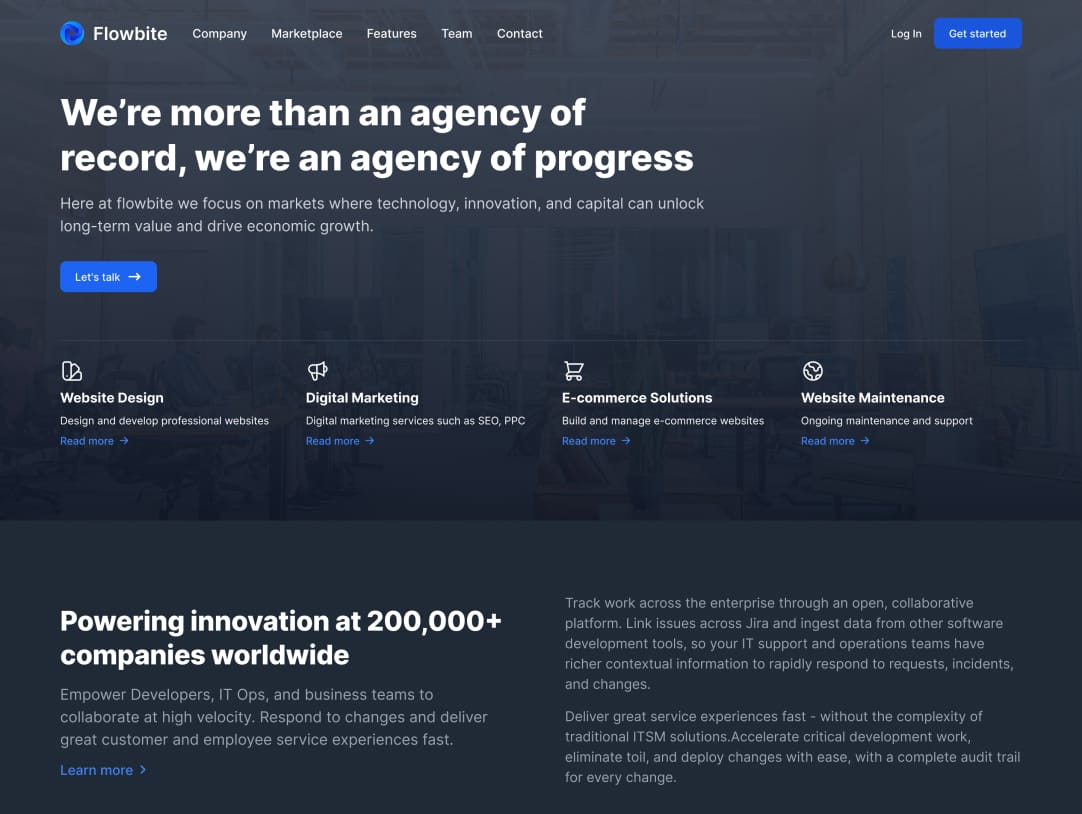 Flowbite
Company
Marketplace
Features
Team
Contact
Log In
Get started
We’re more than an agency of
record, we’re an agency of progress
Here at flowbite we focus on markets where technology, innovation, and capital can unlock
long-term value and drive economic growth.
Let's talk
Website Design
Design and develop professional websites
Read more
Digital Marketing
Digital marketing services such as SEO, PPC
Read more
E-commerce Solutions
Build and manage e-commerce websites
Read more
Website Maintenance
Ongoing maintenance and support
Read more
Powering innovation at 200,000+
companies worldwide
Empower Developers, IT Ops, and business teams to
collaborate at high velocity. Respond to changes and deliver
great customer and employee service experiences fast.
Learn more
Track work across the enterprise through an open, collaborative
platform. Link issues across Jira and ingest data from other software
development tools, so your IT support and operations teams have
richer contextual information to rapidly respond to requests, incidents,
and changes.
Deliver great service experiences fast - without the complexity of
traditional ITSM solutions.Accelerate critical development work,
eliminate toil, and deploy changes with ease, with a complete audit trail
for every change.